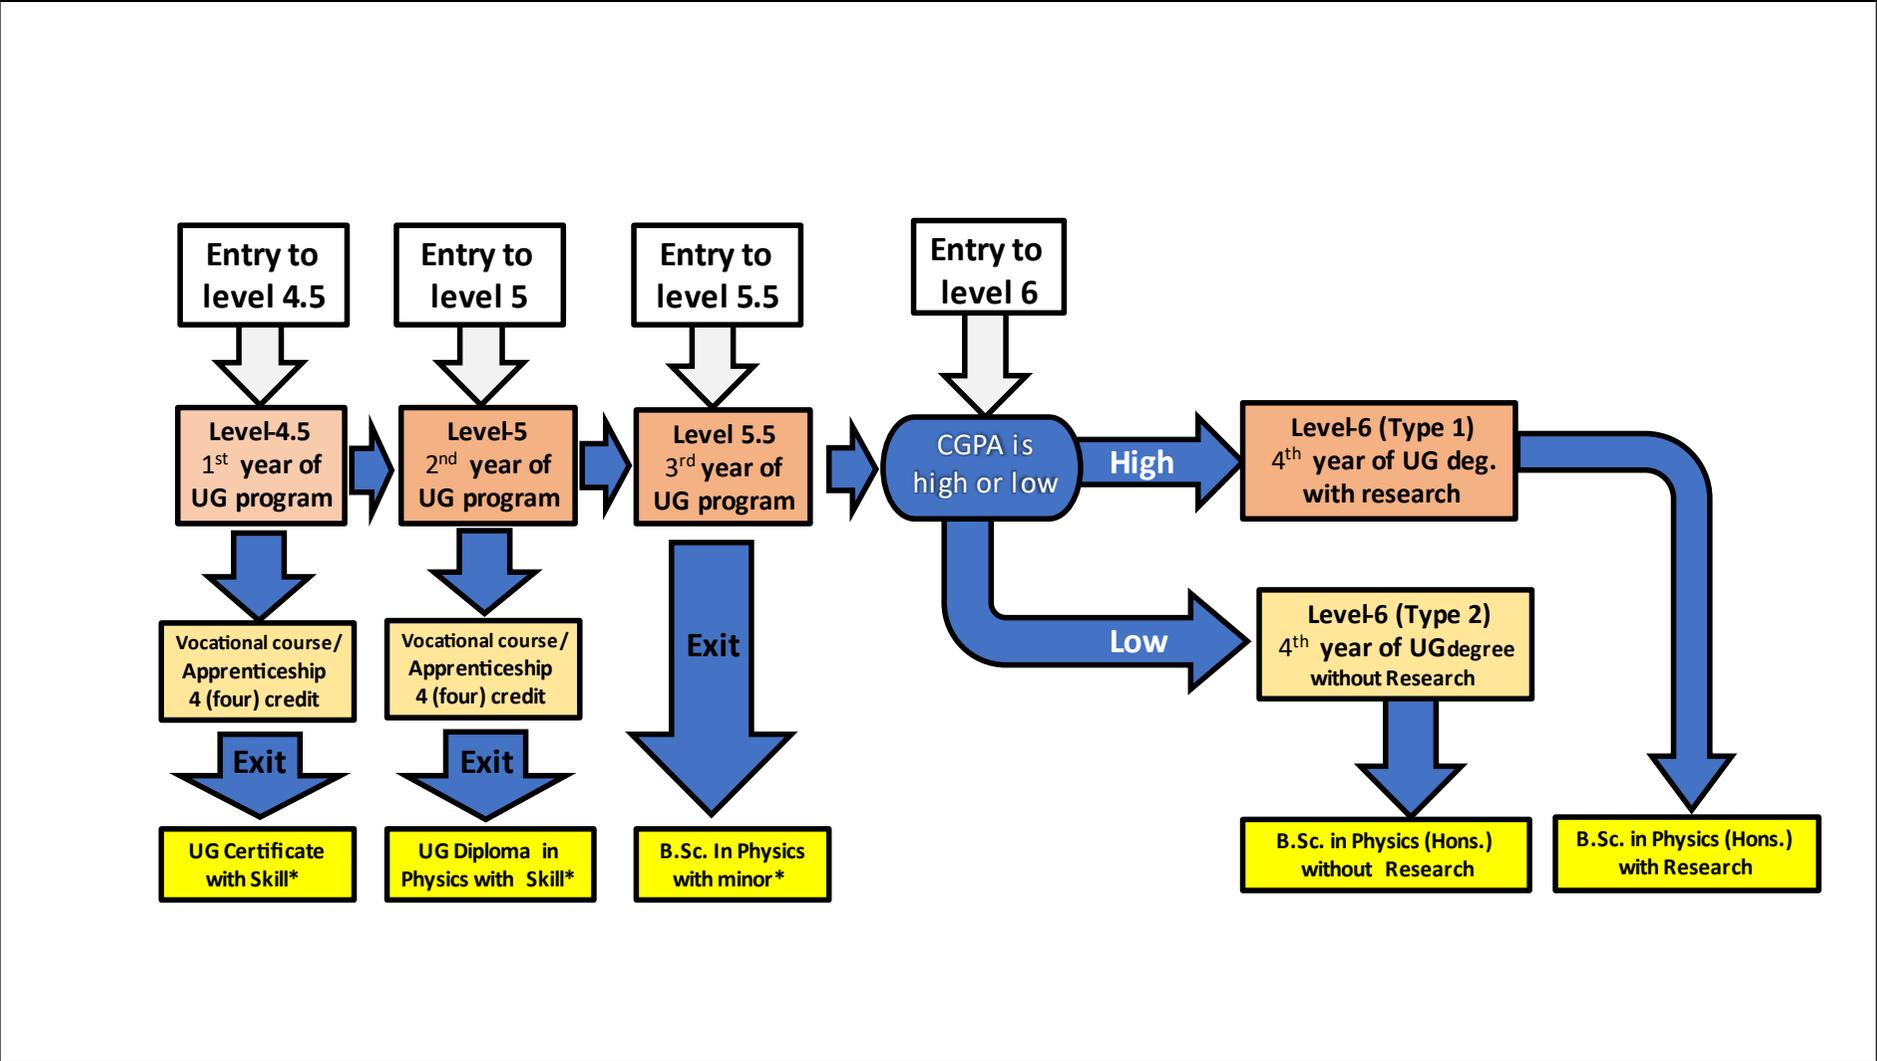 Entry to
level 4.5
Entry to
level 5
Entry to
level 5.5
Entry to
level 6
Level-4.5
1st year of
UG program
Level-5
2nd year of
UG program
Level 5.5
3rd year of
UG program
CGPA is
high or low
High
Level-6 (Type 1)
4th year of UG deg.
with research
Low
Level-6 (Type 2)
4th year of UG degree
without Research
Vocational course/
Apprenticeship
4 (four) credit
Vocational course/
Apprenticeship
4 (four) credit
Exit
Exit
Exit
UG Certificate
with Skill*
UG Diploma in
Physics with Skill*
B.Sc. In Physics
with minor*
B.Sc. in Physics (Hons.)
without Research
B.Sc. in Physics (Hons.)
with Research